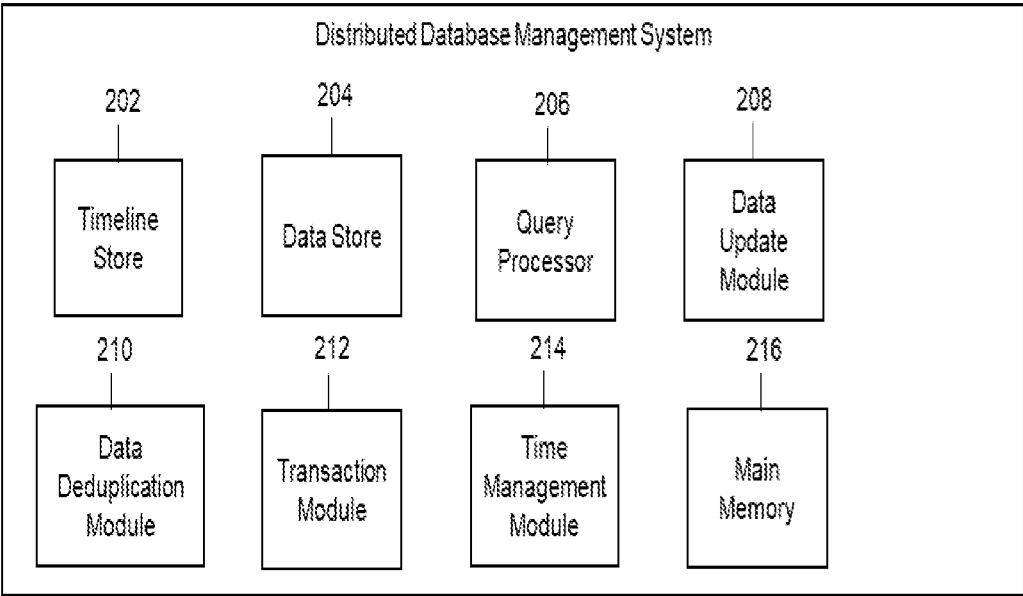 Distributed Database Management System
202
204
206
208
Timeline
Store
Data Store
Query
Processor
Data
Update
Module
210
212
214
216
Data
Deduplication
Module
Transaction
Module
Time
Management
Module
Main
Memory